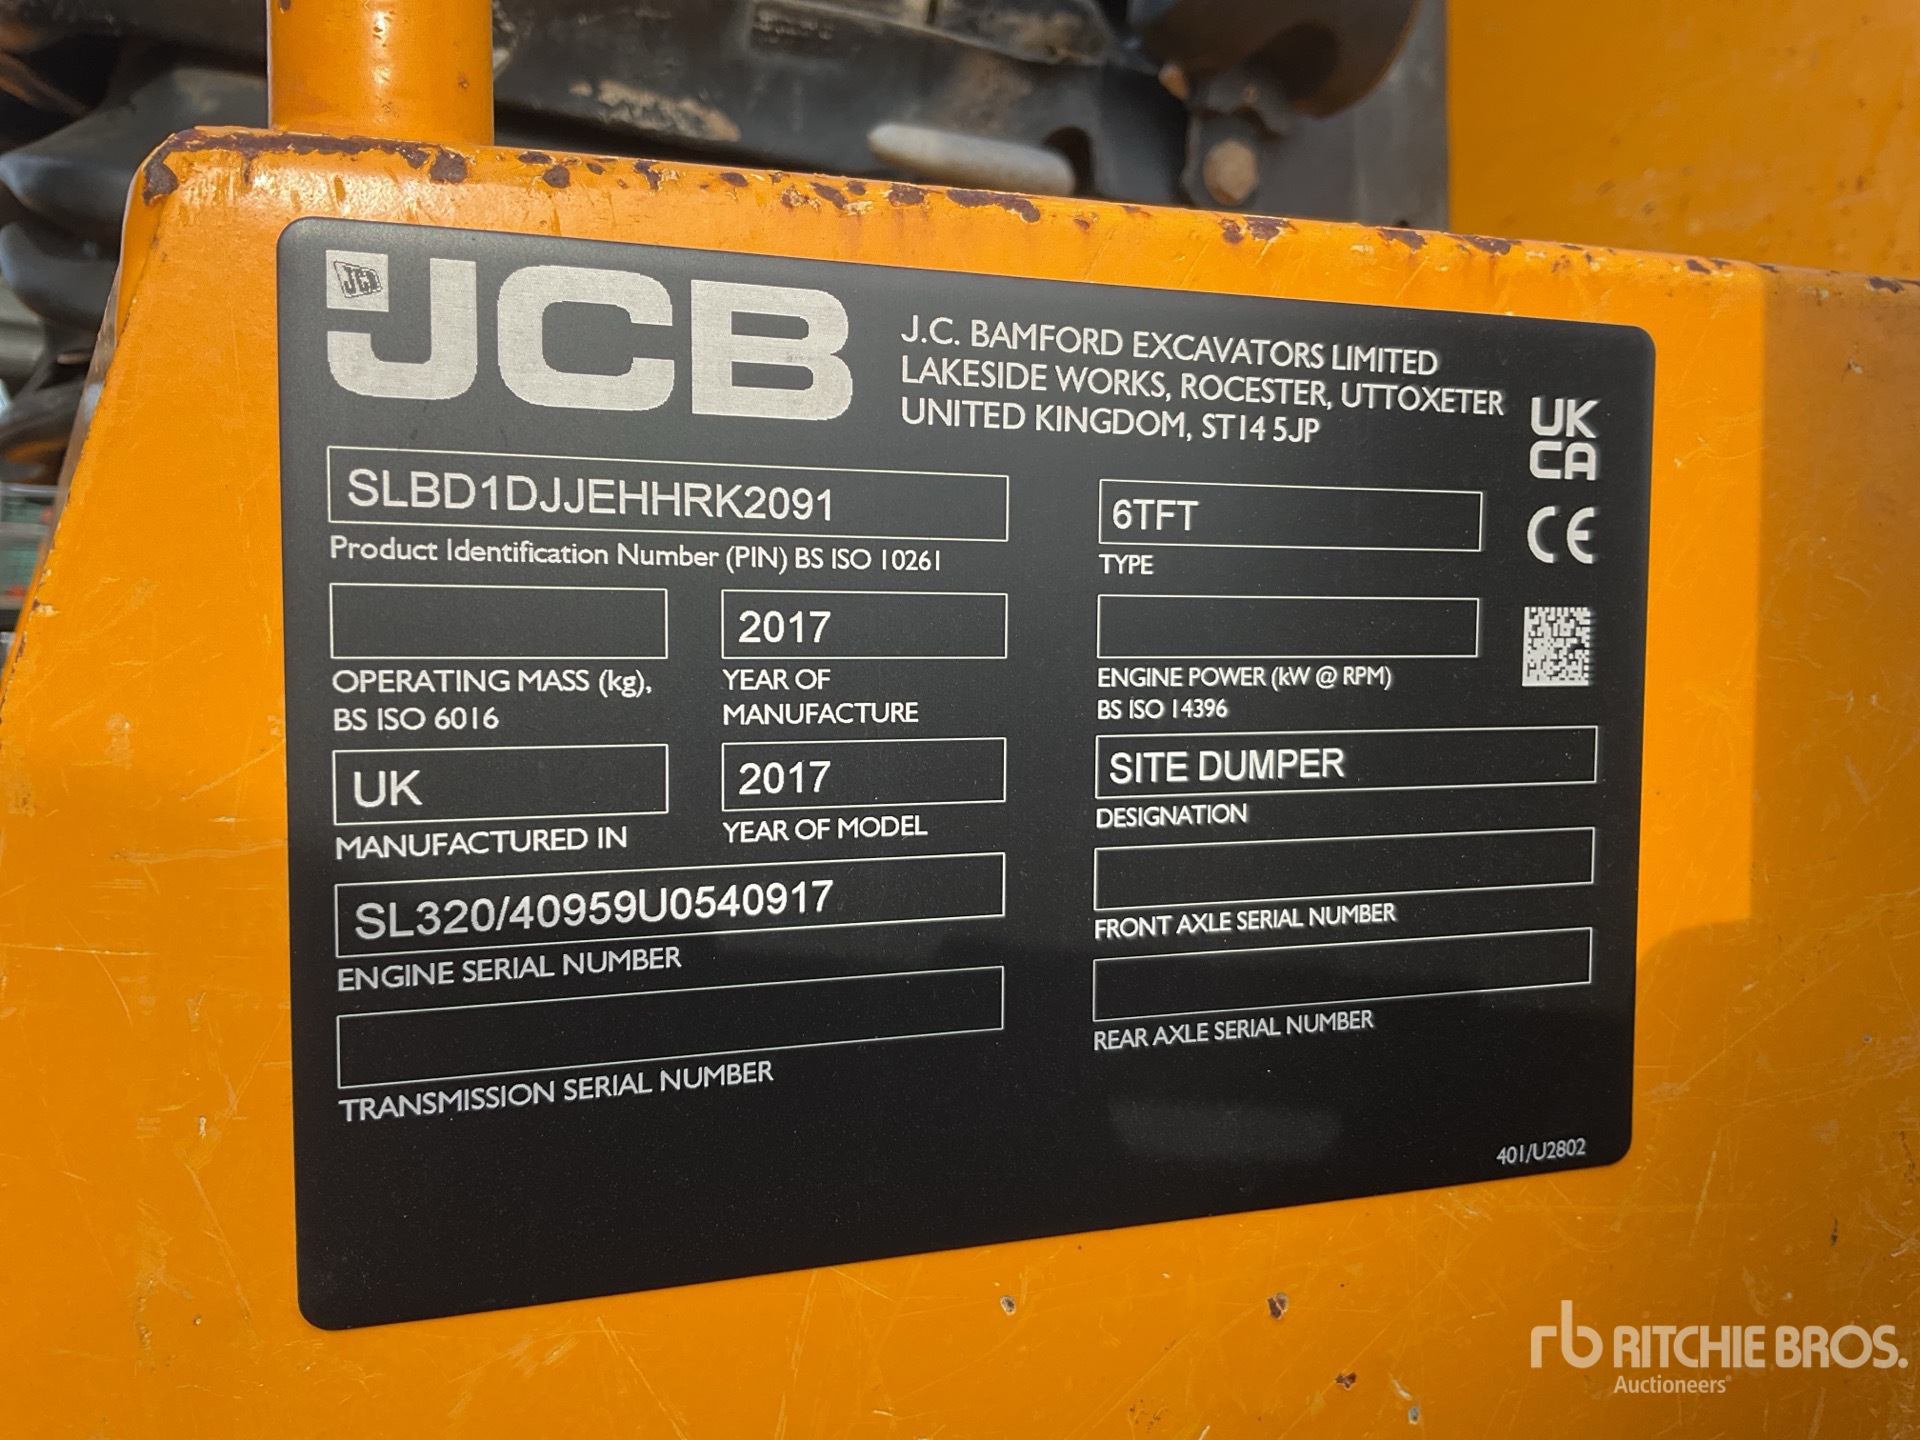 JCB
JCB
J.C. BAMFORD EXCAVATORS LIMITED
LAKESIDE WORKS, ROCESTER, UTTOXETER
UNITED KINGDOM, ST14 5JP
UK
CA
CE
SLBD1DJJEHHRK2091
Product Identification Number (PIN) BS ISO 10261
6TFT
TYPE
OPERATING MASS (kg),
BS ISO 6016
2017
YEAR OF
MANUFACTURE
ENGINE POWER (kW @ RPM)
BS ISO 14396
UK
MANUFACTURED IN
2017
YEAR OF MODEL
SITE DUMPER
DESIGNATION
SL320/40959U0540917
ENGINE SERIAL NUMBER
FRONT AXLE SERIAL NUMBER
TRANSMISSION SERIAL NUMBER
REAR AXLE SERIAL NUMBER
401/U2802
rb RITCHIE BROS.
Auctioneers